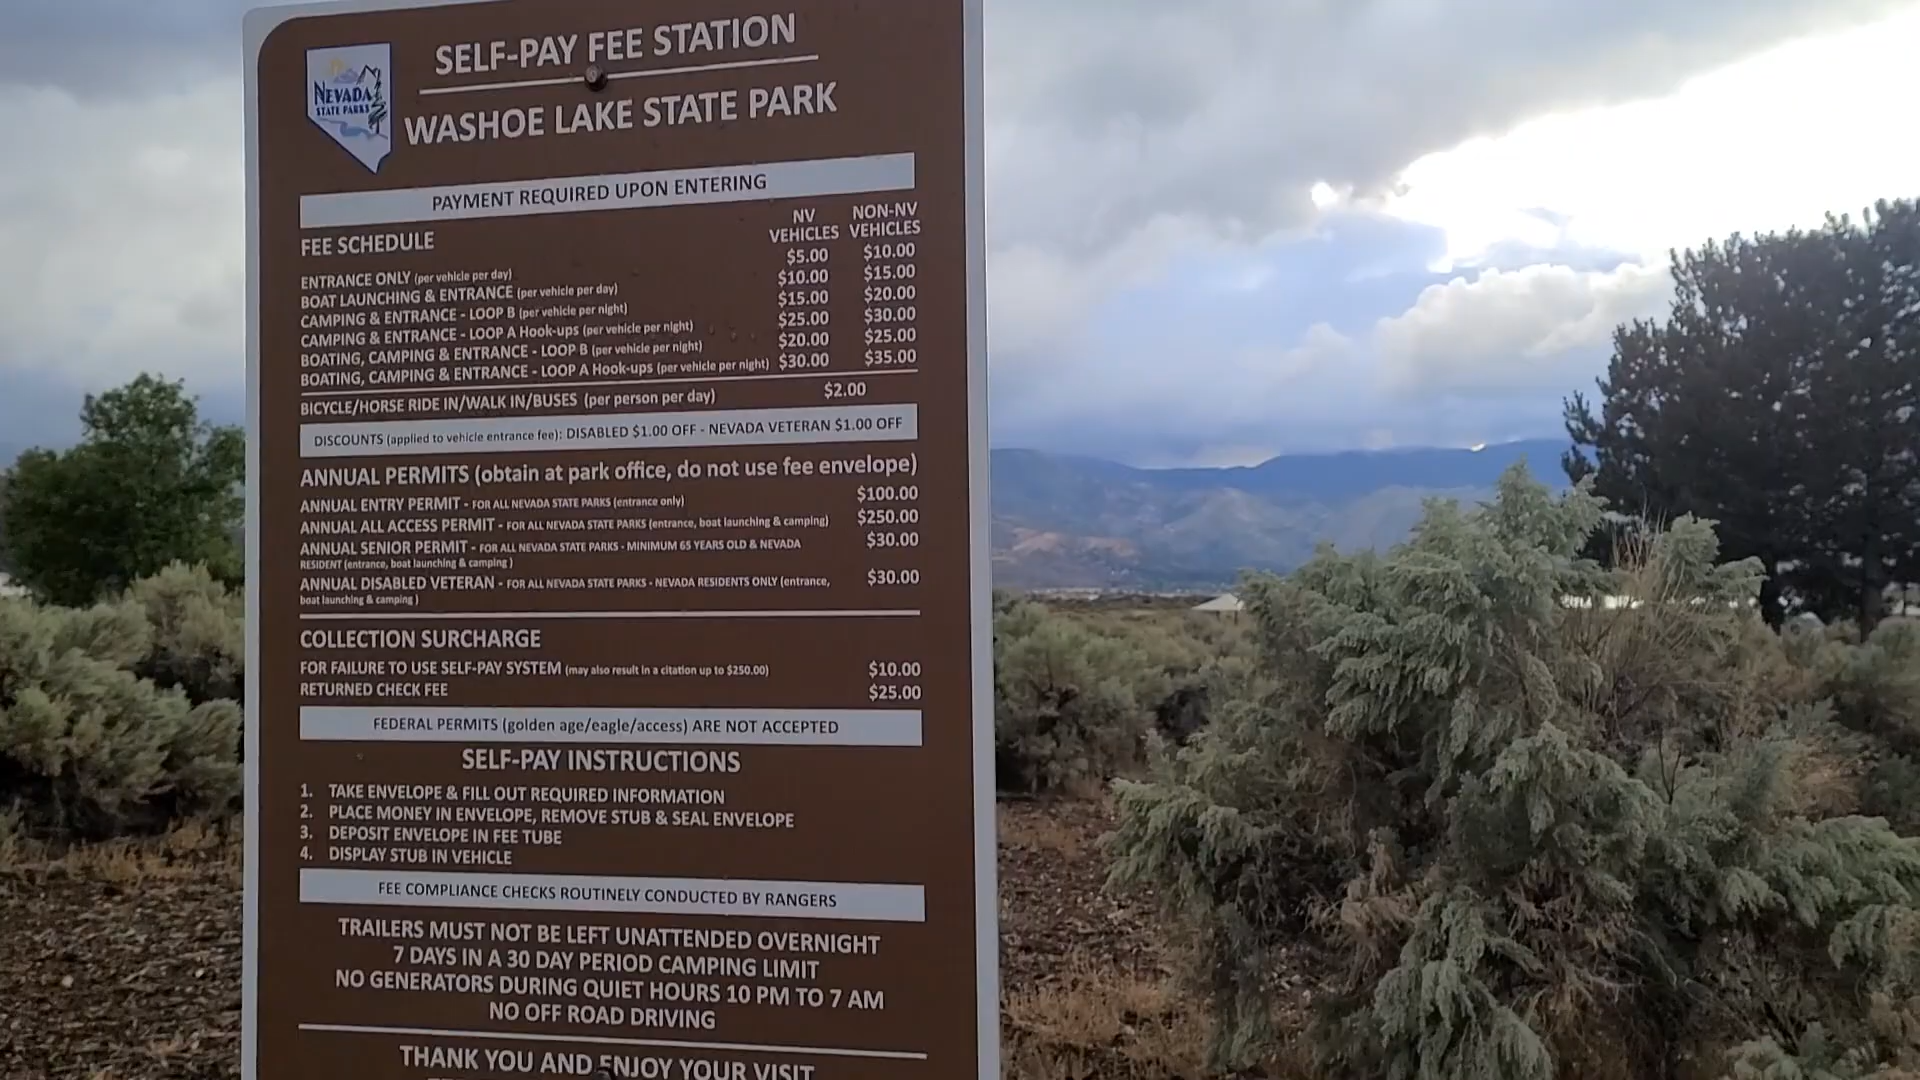 SELF-PAY FEE STATION
NEVADA
STATE PARKS
WASHOE LAKE STATE PARK
PAYMENT REQUIRED UPON ENTERING
FEE SCHEDULE NV VEHICLES NON-NV VEHICLES
ENTRANCE ONLY (per vehicle per day) $5.00 $10.00
BOAT LAUNCHING & ENTRANCE (per vehicle per day) $10.00 $15.00
CAMPING & ENTRANCE - LOOP B (per vehicle per night) $15.00 $20.00
CAMPING & ENTRANCE - LOOP A Hook-ups (per vehicle per night) $25.00 $30.00
BOATING, CAMPING & ENTRANCE - LOOP B (per vehicle per night) $20.00 $25.00
BOATING, CAMPING & ENTRANCE - LOOP A Hook-ups (per vehicle per night) $30.00 $35.00
BICYCLE/HORSE RIDE IN/WALK IN/BUSES (per person per day) $2.00
DISCOUNTS (applied to vehicle entrance fee): DISABLED $1.00 OFF - NEVADA VETERAN $1.00 OFF
ANNUAL PERMITS (obtain at park office, do not use fee envelope)
ANNUAL ENTRY PERMIT - FOR ALL NEVADA STATE PARKS (entrance only) $100.00
ANNUAL ALL ACCESS PERMIT - FOR ALL NEVADA STATE PARKS (entrance, boat launching & camping) $250.00
ANNUAL SENIOR PERMIT - FOR ALL NEVADA STATE PARKS - MINIMUM 65 YEARS OLD & NEVADA $30.00
RESIDENT (entrance, boat launching & camping )
ANNUAL DISABLED VETERAN - FOR ALL NEVADA STATE PARKS - NEVADA RESIDENTS ONLY (entrance, $30.00
boat launching & camping )
COLLECTION SURCHARGE
FOR FAILURE TO USE SELF-PAY SYSTEM (may also result in a citation up to $250.00) $10.00
RETURNED CHECK FEE $25.00
FEDERAL PERMITS (golden age/eagle/access) ARE NOT ACCEPTED
SELF-PAY INSTRUCTIONS
1. TAKE ENVELOPE & FILL OUT REQUIRED INFORMATION
2. PLACE MONEY IN ENVELOPE, REMOVE STUB & SEAL ENVELOPE
3. DEPOSIT ENVELOPE IN FEE TUBE
4. DISPLAY STUB IN VEHICLE
FEE COMPLIANCE CHECKS ROUTINELY CONDUCTED BY RANGERS
TRAILERS MUST NOT BE LEFT UNATTENDED OVERNIGHT
7 DAYS IN A 30 DAY PERIOD CAMPING LIMIT
NO GENERATORS DURING QUIET HOURS 10 PM TO 7 AM
NO OFF ROAD DRIVING
THANK YOU AND ENJOY YOUR VISIT